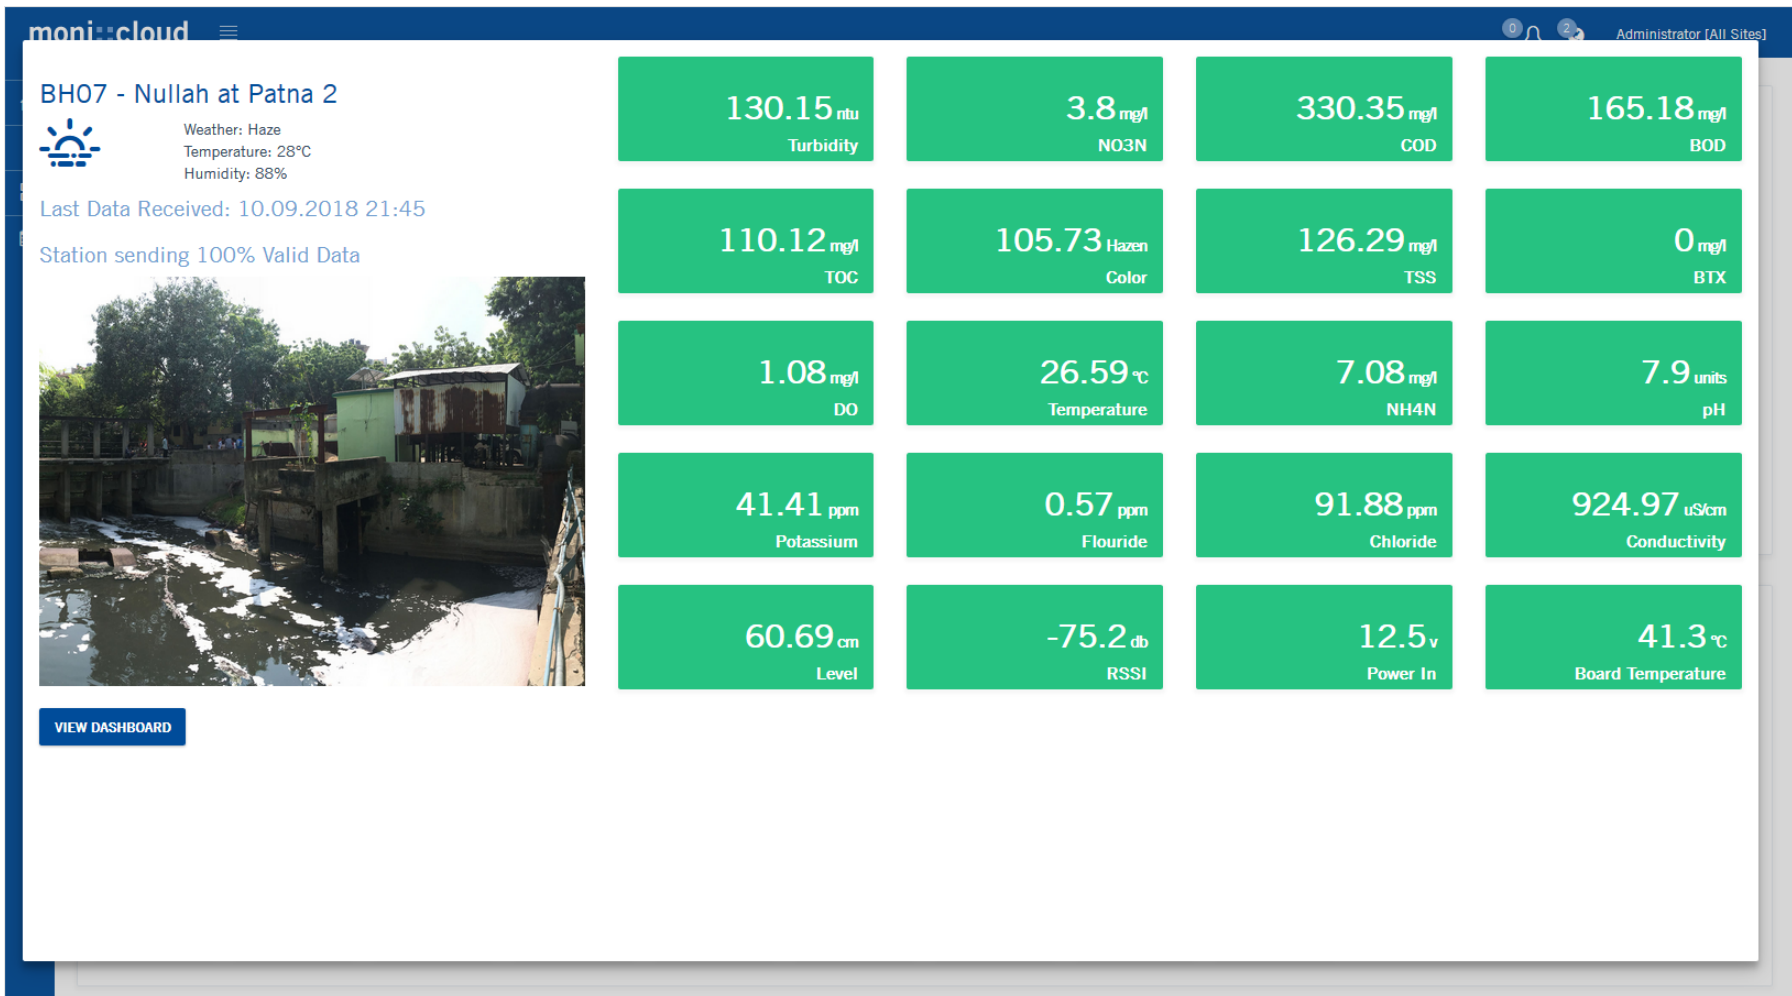 moni::cloud
0
2
Administrator [All Sites]
BH07 - Nullah at Patna 2
Weather: Haze
Temperature: 28°C
Humidity: 88%
Last Data Received: 10.09.2018 21:45
Station sending 100% Valid Data
VIEW DASHBOARD
130.15 ntu
Turbidity
3.8 mg/l
NO3N
330.35 mg/l
COD
165.18 mg/l
BOD
110.12 mg/l
TOC
105.73 Hazen
Color
126.29 mg/l
TSS
0 mg/l
BTX
1.08 mg/l
DO
26.59 °C
Temperature
7.08 mg/l
NH4N
7.9 units
pH
41.41 ppm
Potassium
0.57 ppm
Flouride
91.88 ppm
Chloride
924.97 uS/cm
Conductivity
60.69 cm
Level
-75.2 db
RSSI
12.5 v
Power In
41.3 °C
Board Temperature